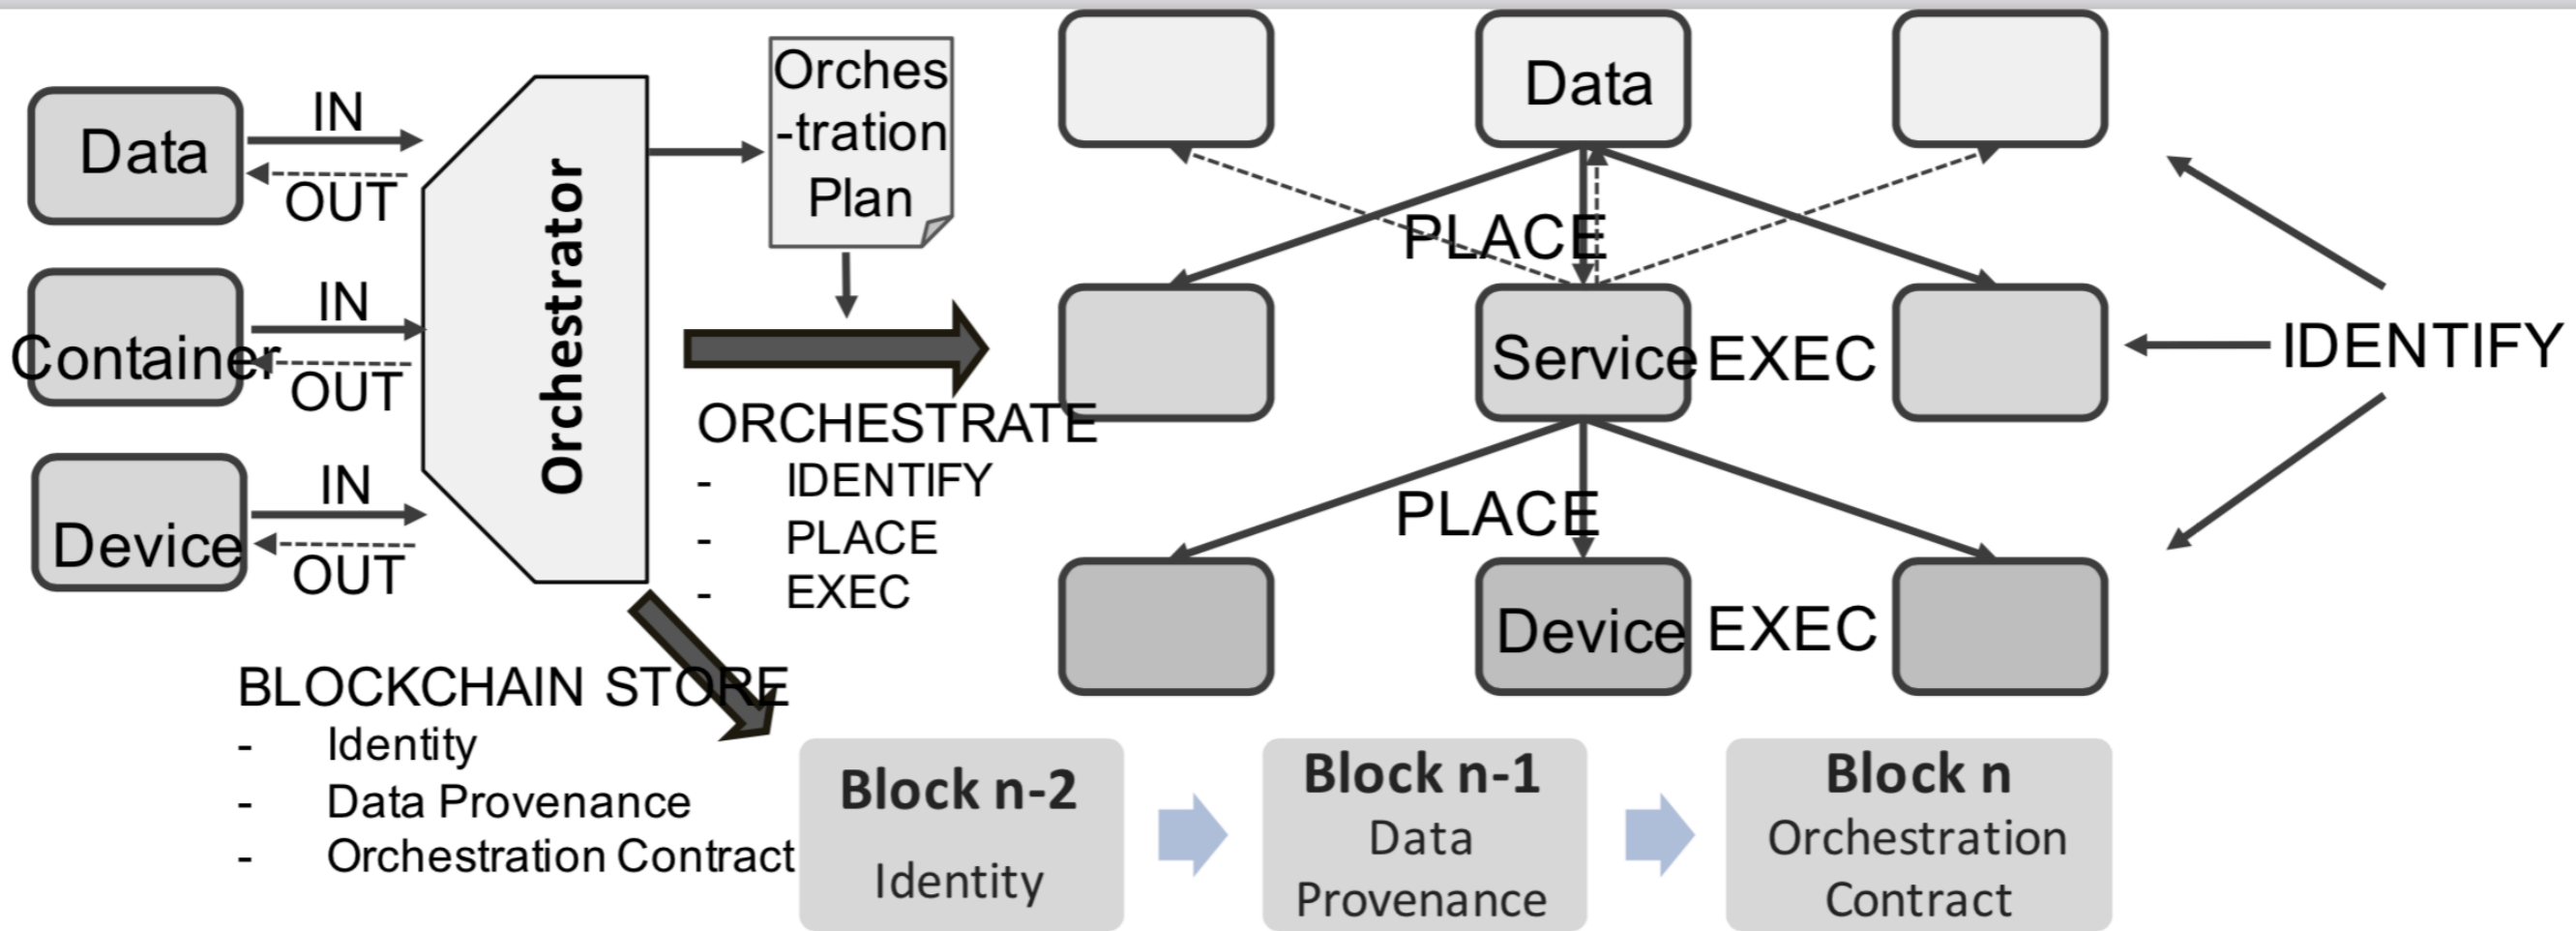 Data
IN
OUT
Container
IN
OUT
Device
IN
OUT
Orchestrator
Orches
-tration
Plan
ORCHESTRATE
- IDENTIFY
- PLACE
- EXEC
BLOCKCHAIN STORE
- Identity
- Data Provenance
- Orchestration Contract
Data
PLACE
Service
EXEC
PLACE
Device
EXEC
IDENTIFY
Block n-2
Identity
Block n-1
Data
Provenance
Block n
Orchestration
Contract